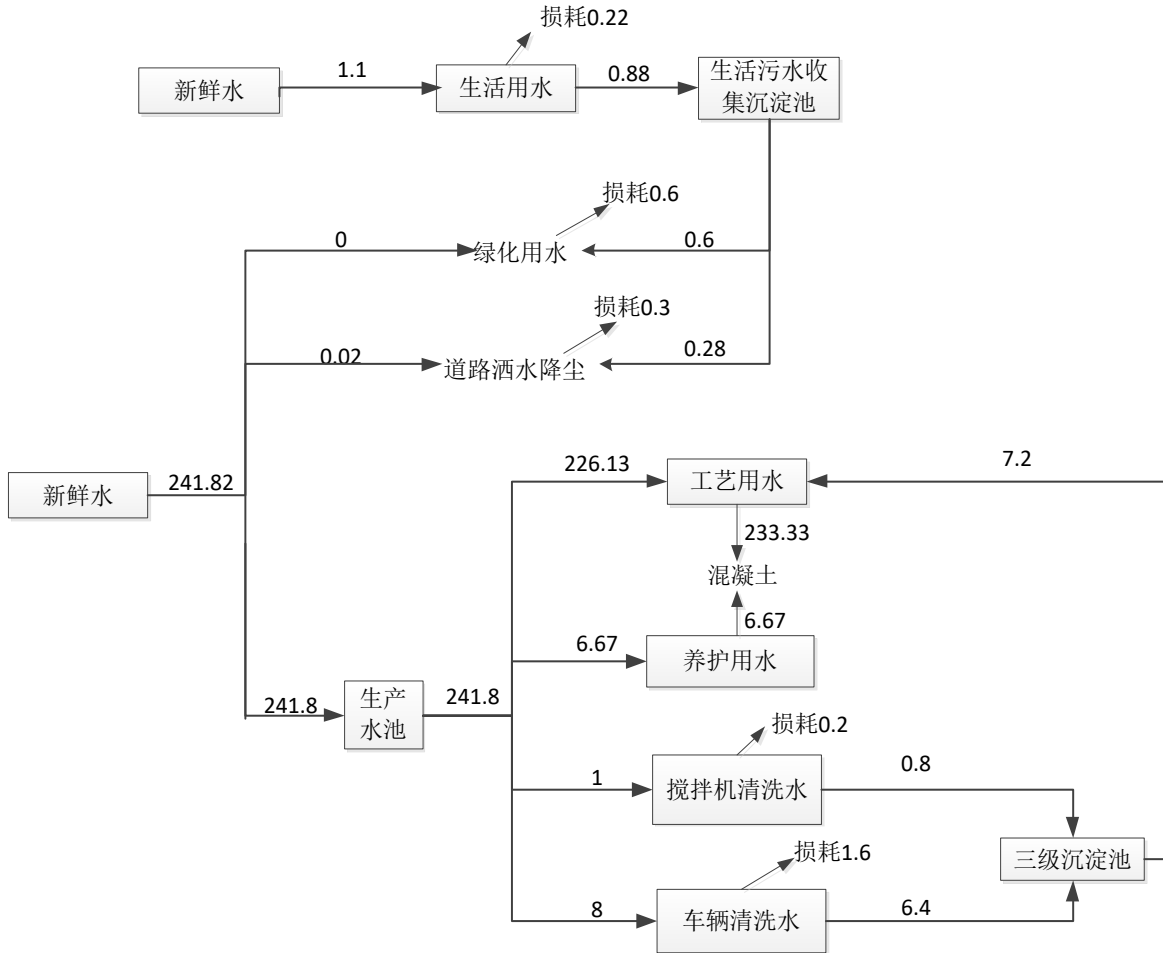 损耗0.22
新鲜水
1.1
生活用水
0.88
生活污水收
集沉淀池
损耗0.6
0
绿化用水
0.6
损耗0.3
0.02
道路洒水降尘
0.28
新鲜水
241.82
226.13
工艺用水
7.2
233.33
混凝土
6.67
6.67
养护用水
241.8
生产
水池
241.8
损耗0.2
1
搅拌机清洗水
0.8
损耗1.6
三级沉淀池
8
车辆清洗水
6.4